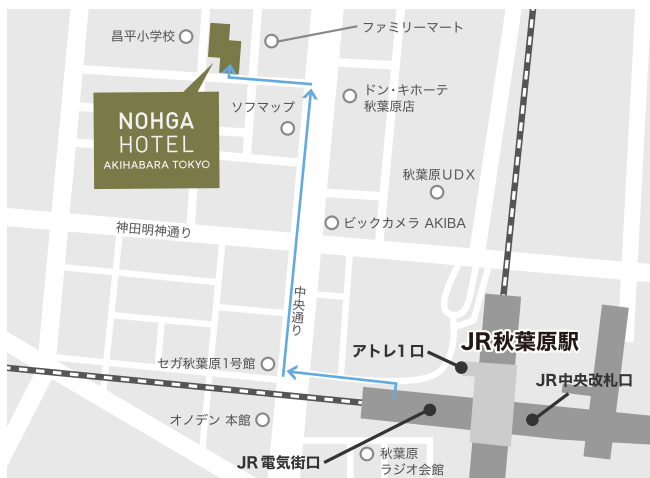 昌平小学校
ファミリーマート
ドン・キホーテ
秋葉原店
ソフマップ
NOHGA
HOTEL
AKIHABARA TOKYO
秋葉原UDX
神田明神通り
ビックカメラ AKIBA
中央通り
JR秋葉原駅
アトレ1口
セガ秋葉原1号館
JR中央改札口
オノデン 本館
JR電気街口
秋葉原
ラジオ会館